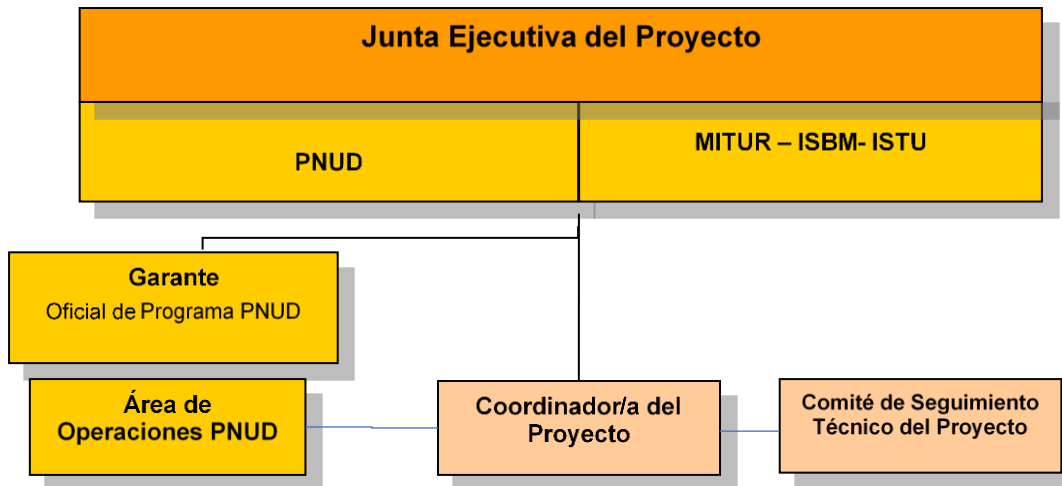 Junta Ejecutiva del Proyecto
PNUD
MITUR – ISBM- ISTU
Garante
Oficial de Programa PNUD
Área de
Operaciones PNUD
Coordinador/a del
Proyecto
Comité de Seguimiento
Técnico del Proyecto